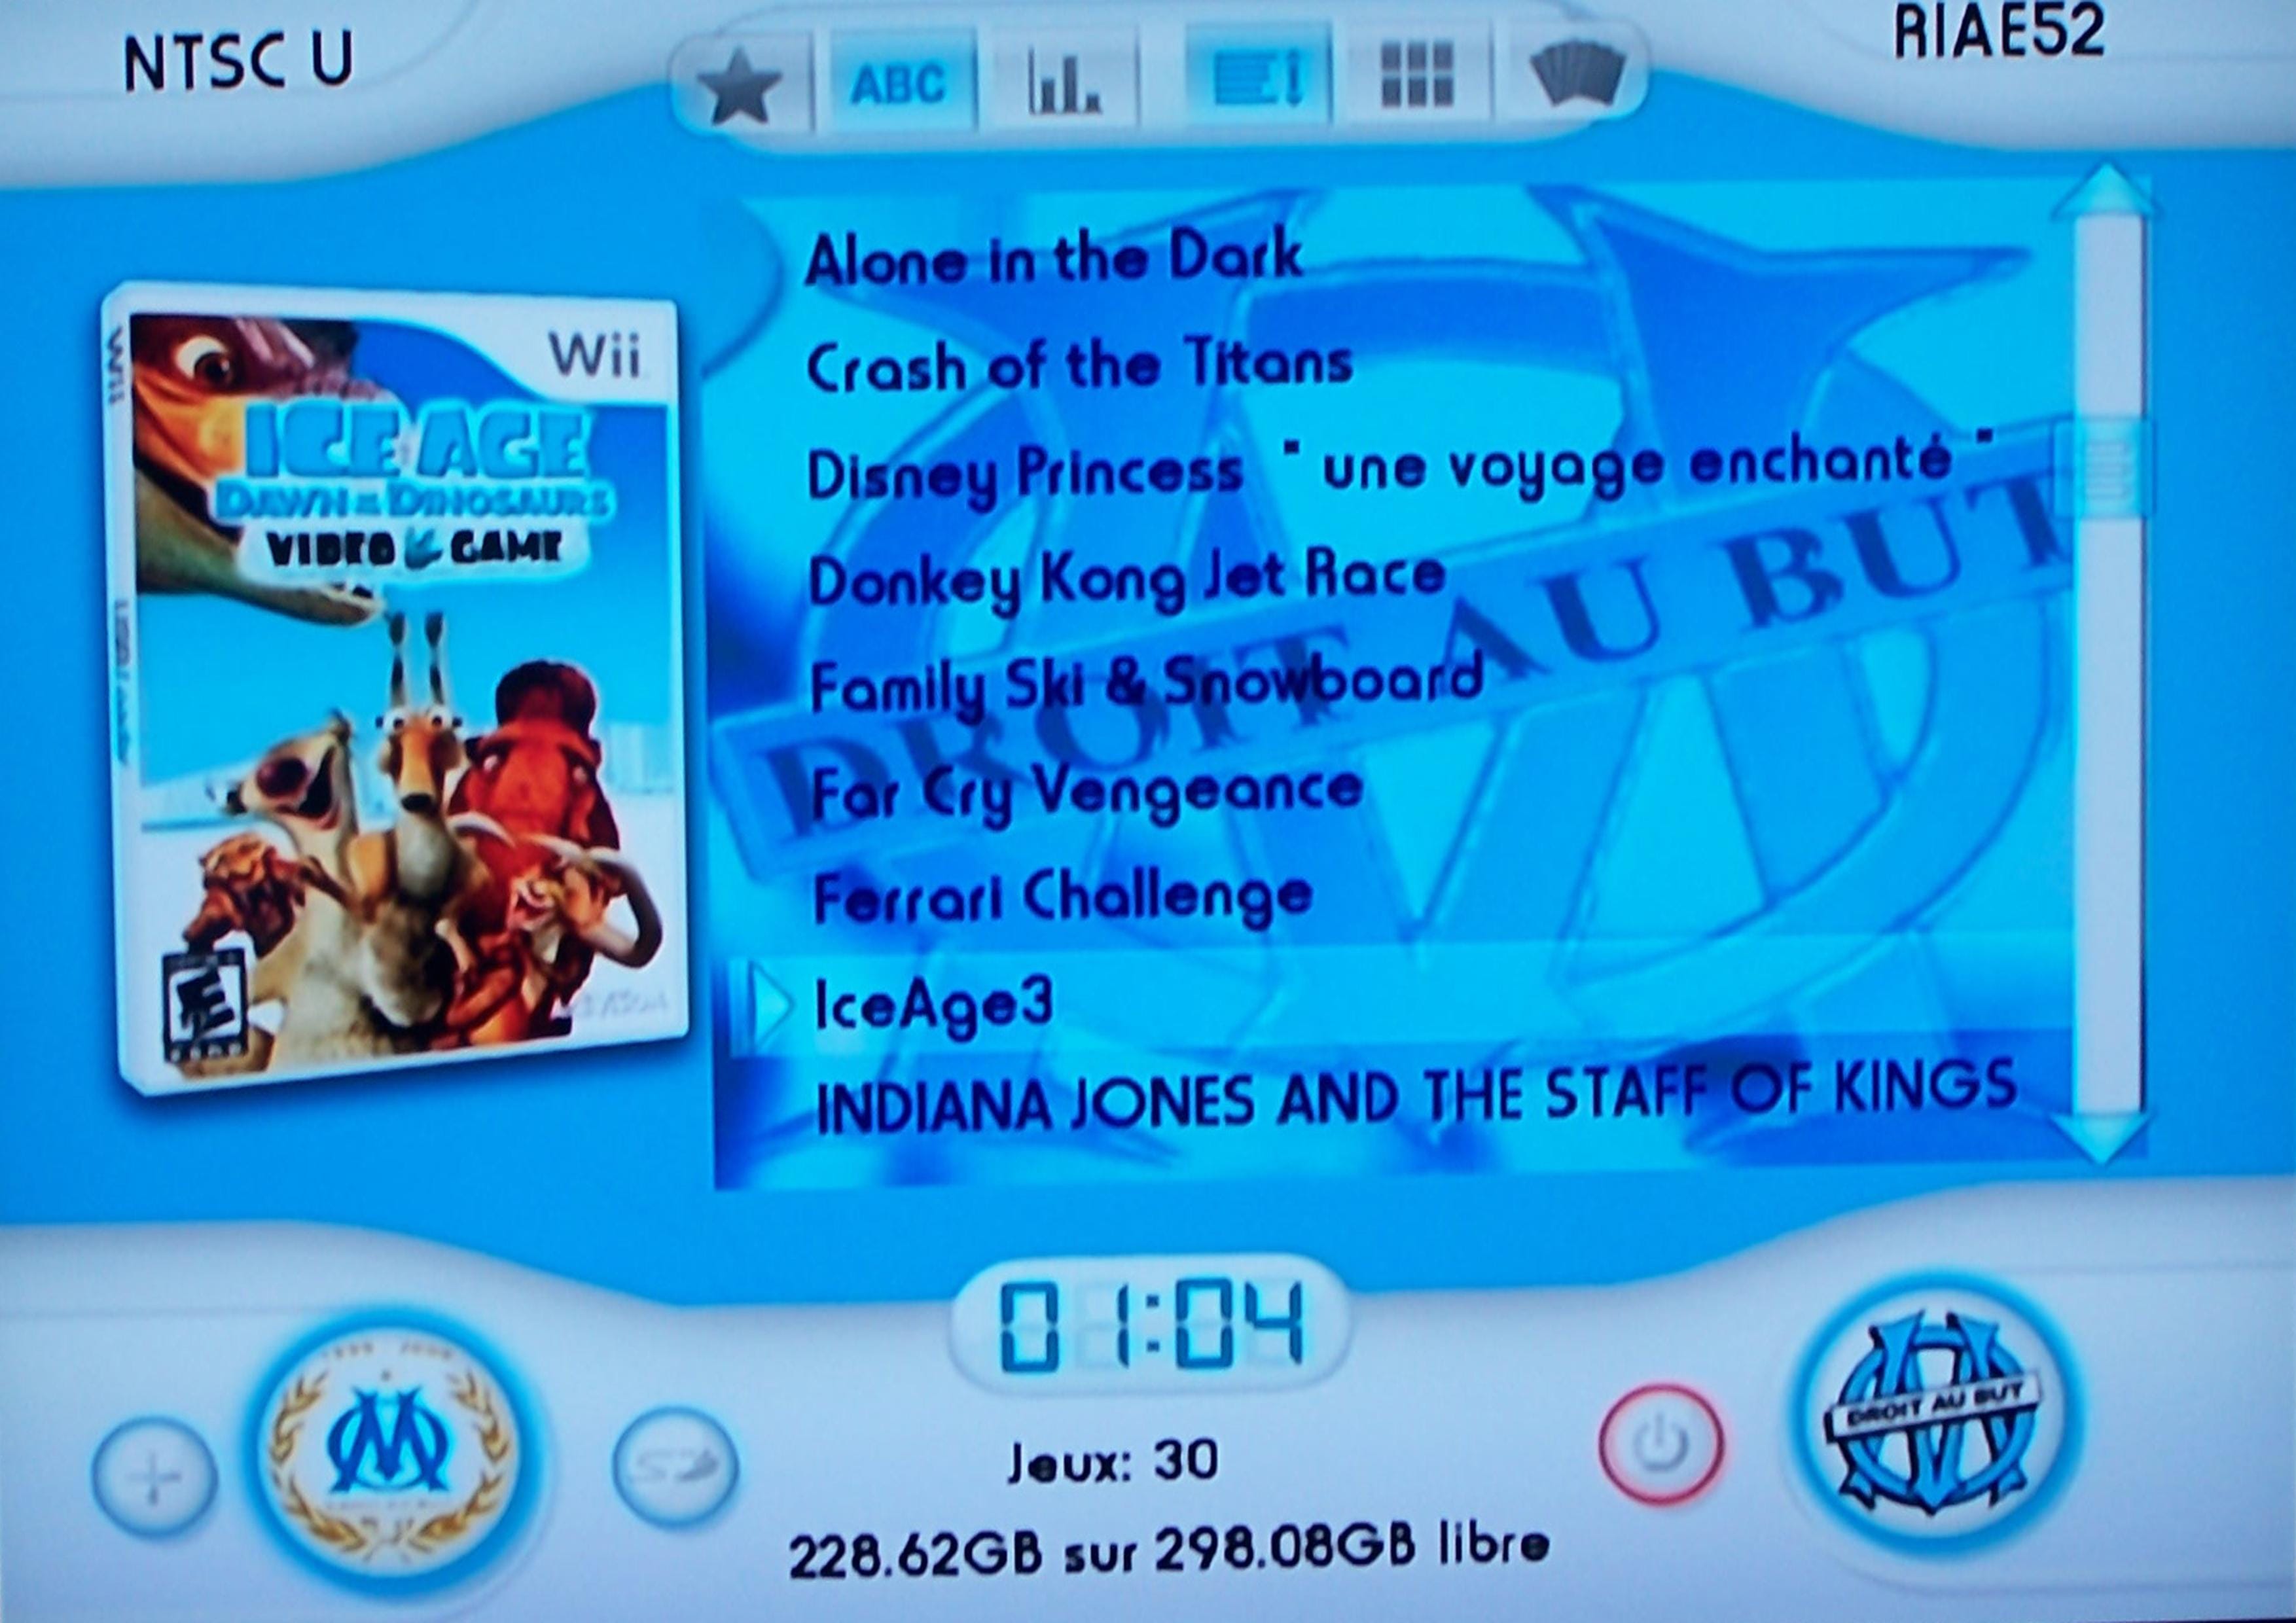 NTSC U
ABC
RIAE52
Wii
Wii
ICE AGE
DAWN OF THE DINOSAURS
VIDEO GAME
E
Alone in the Dark
Crash of the Titans
Disney Princess " une voyage enchanté "
Donkey Kong Jet Race
Family Ski & Snowboard
Far Cry Vengeance
Ferrari Challenge
IceAge3
INDIANA JONES AND THE STAFF OF KINGS
DROIT AU BUT
01:04
Jeux: 30
228.62GB sur 298.08GB libre
DROIT AU BUT